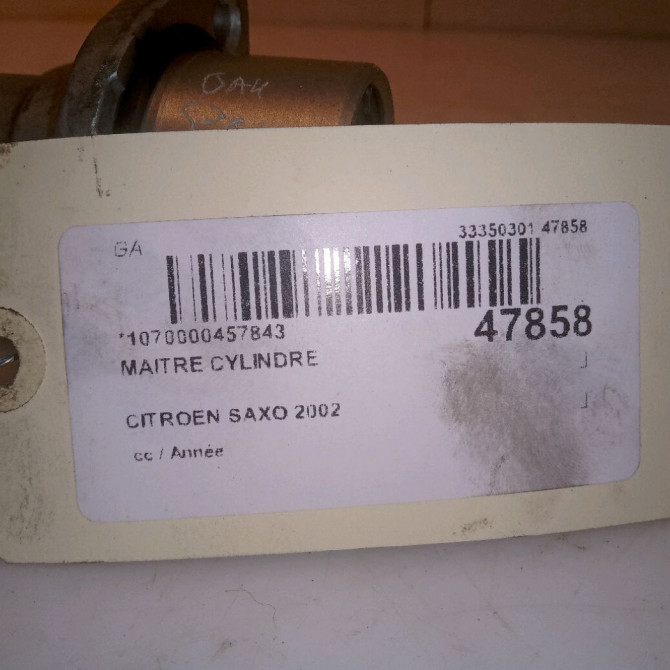 GA
33350301 47858
*1070000457843
47858
MAITRE CYLINDRE
CITROEN SAXO 2002
cc / Année